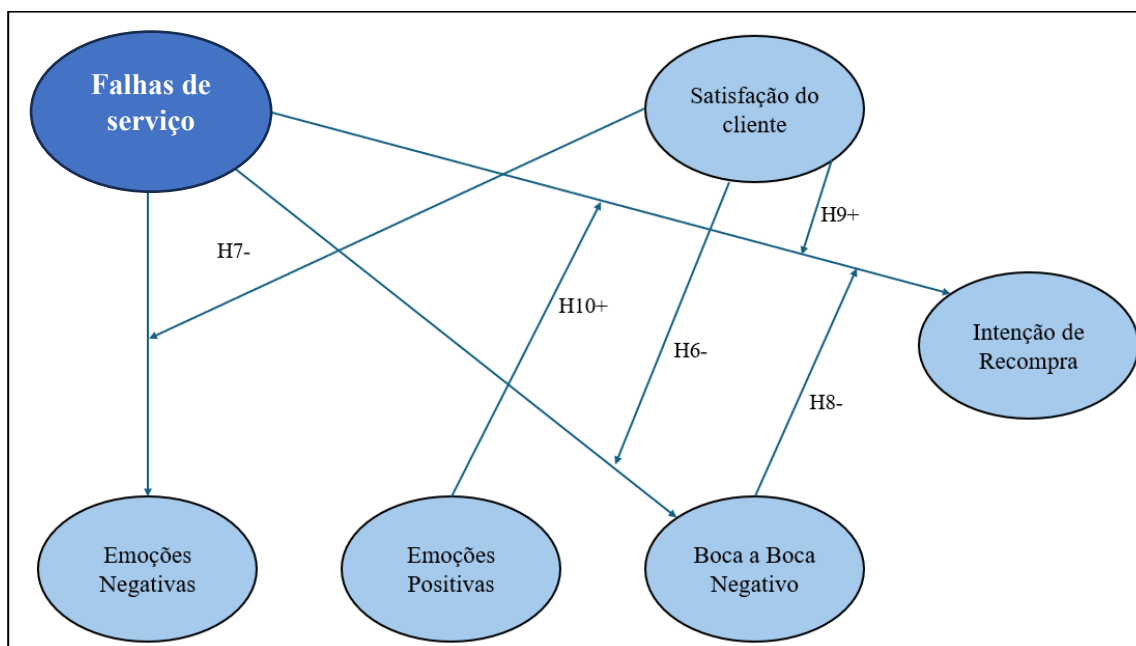 Falhas de
serviço
Satisfação do
cliente
H7-
H9+
H10+
H6-
H8-
Intenção de
Recompra
Emoções
Negativas
Emoções
Positivas
Boca a Boca
Negativo